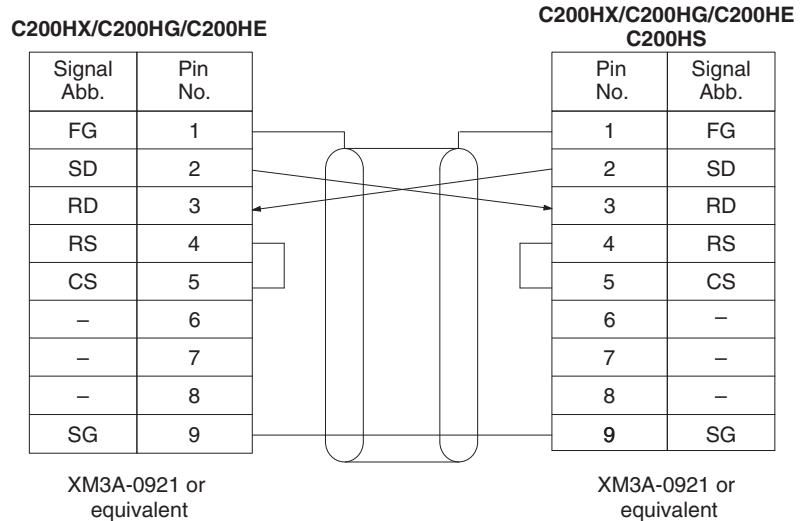 C200HX/C200HG/C200HE
C200HX/C200HG/C200HE
C200HS
Signal Abb. Pin No. Pin No. Signal Abb.
FG 1 1 FG
SD 2 2 SD
RD 3 3 RD
RS 4 4 RS
CS 5 5 CS
– 6 6 –
– 7 7 –
– 8 8 –
SG 9 9 SG
XM3A-0921 or
equivalent
XM3A-0921 or
equivalent